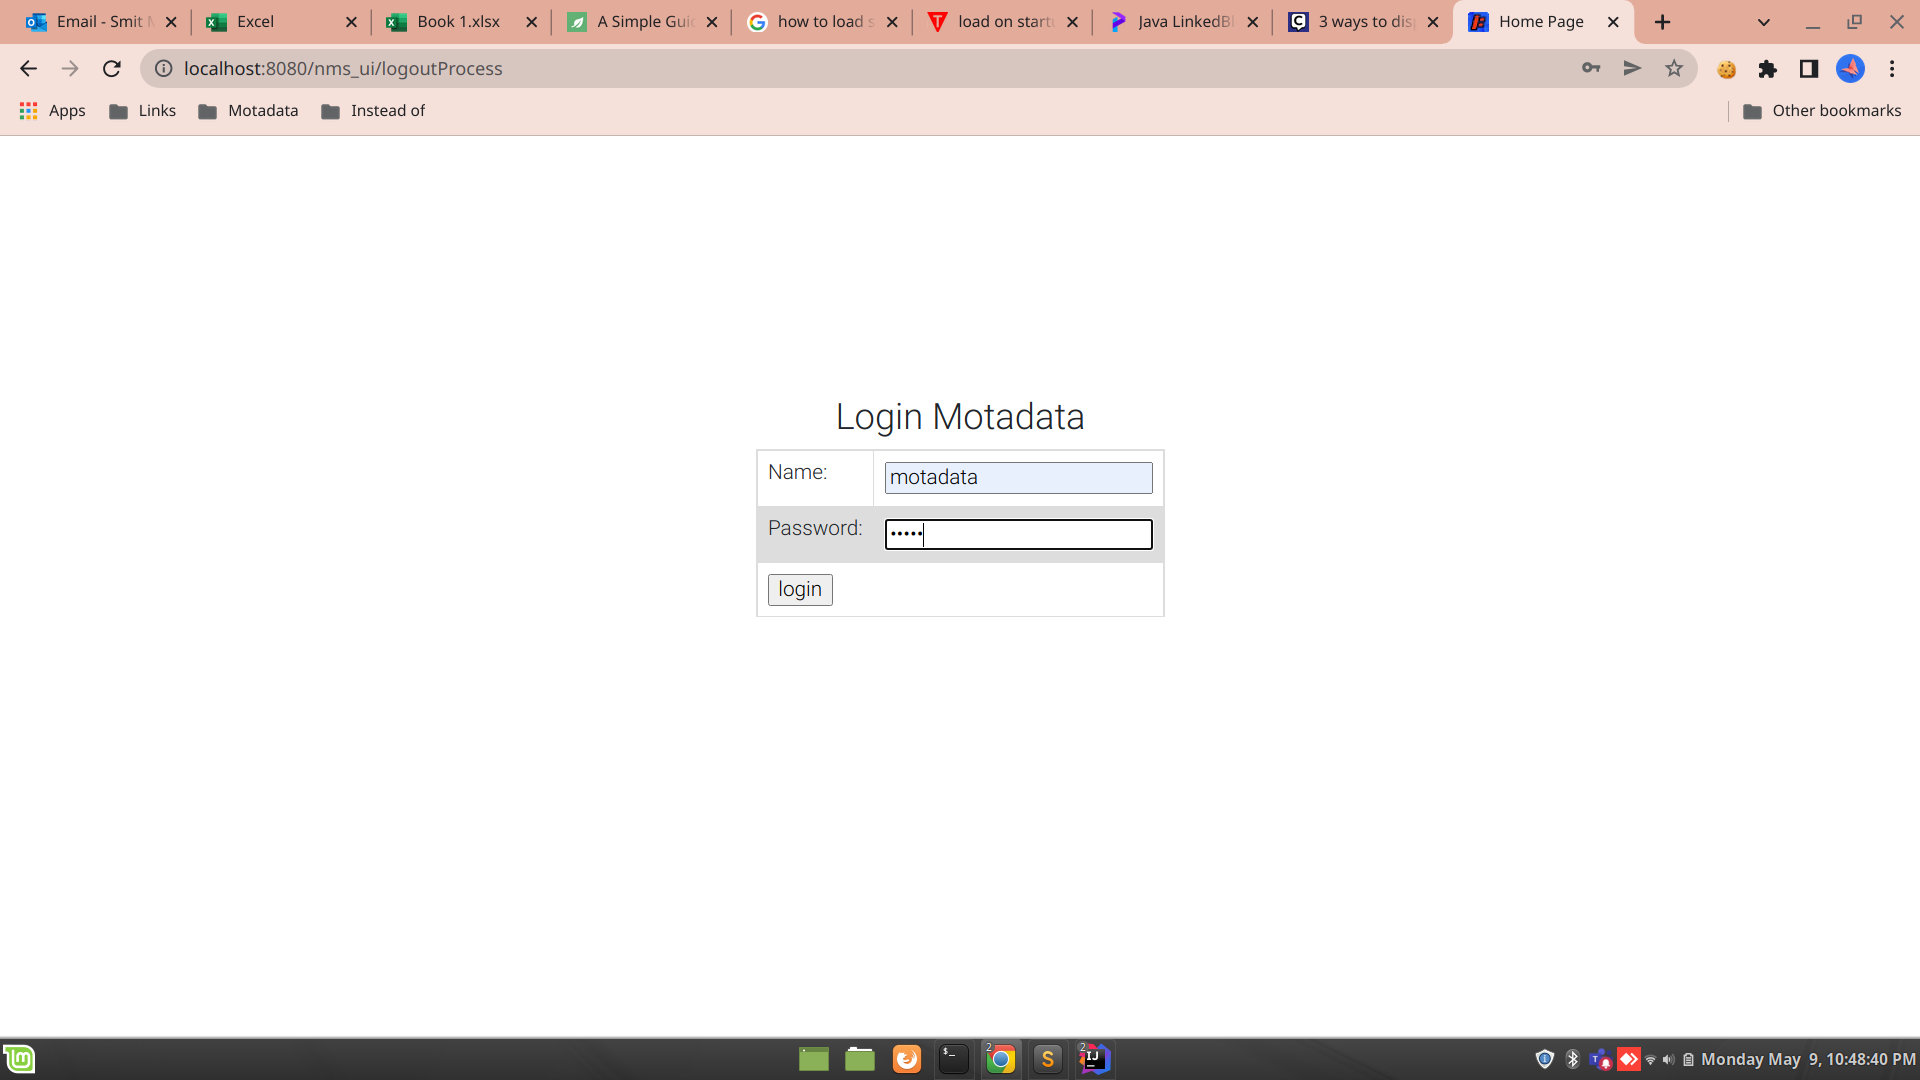 Email - Smit M
Excel
Book 1.xlsx
A Simple Guid
how to load s
load on startu
Java LinkedBl
3 ways to disp
Home Page
localhost:8080/nms_ui/logoutProcess
Apps
Links
Motadata
Instead of
Other bookmarks
Login Motadata
Name:
motadata
Password:
•••••
login
2
2
Monday May 9, 10:48:40 PM